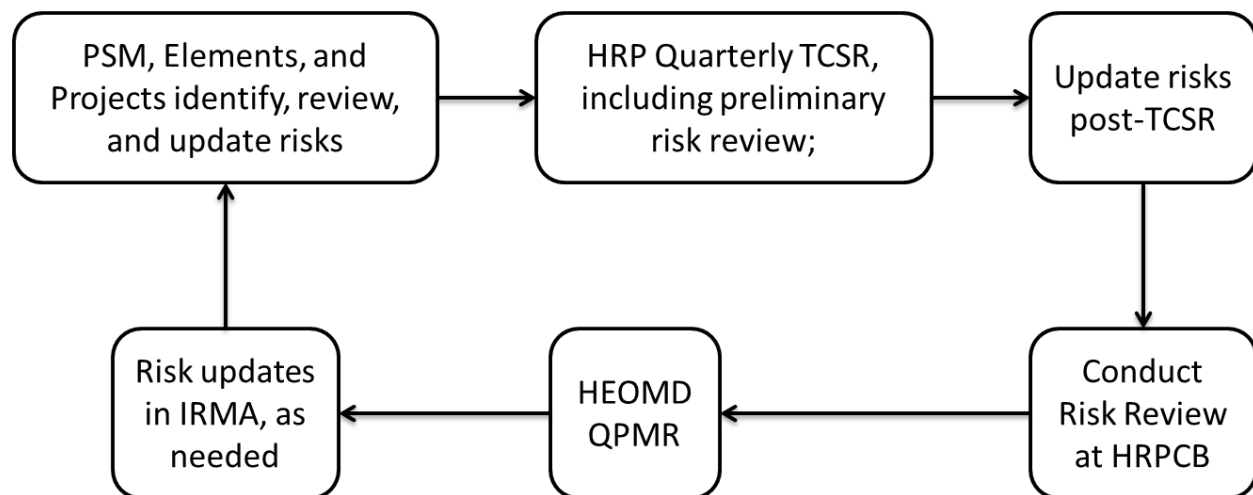 PSM, Elements, and
Projects identify, review,
and update risks
HRP Quarterly TCSR,
including preliminary
risk review;
Update risks
post-TCSR
Conduct
Risk Review
at HRPCB
HEOMD
QPMR
Risk updates
in IRMA, as
needed